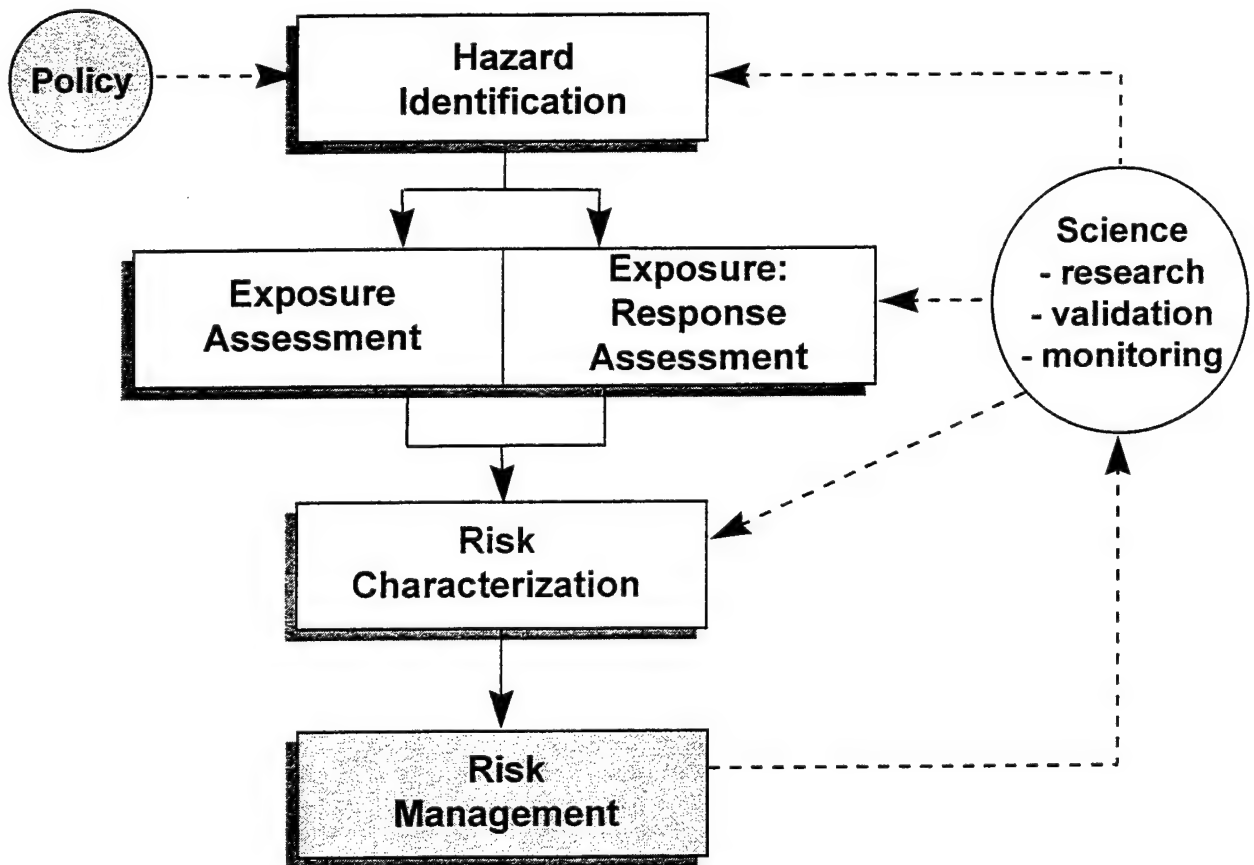 Policy
Hazard
Identification
Exposure
Assessment
Exposure:
Response
Assessment
Science
- research
- validation
- monitoring
Risk
Characterization
Risk
Management